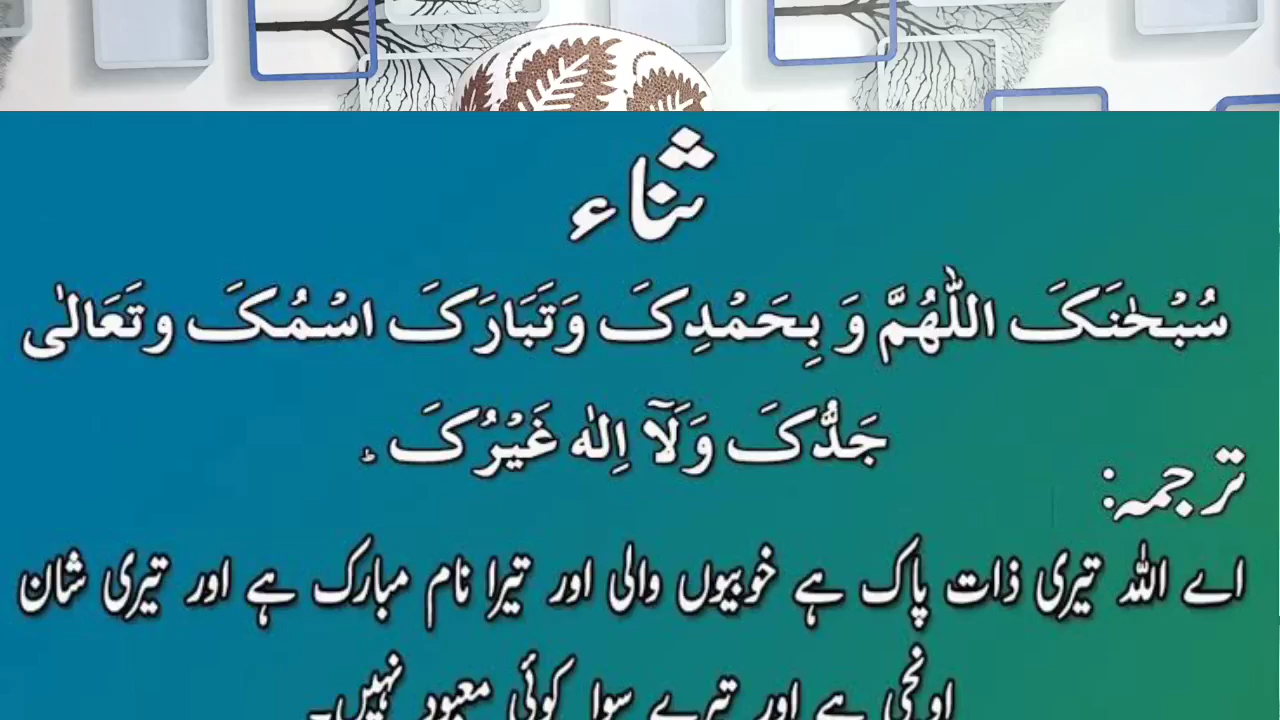 ثناء
سُبْحٰنَکَ اللّٰهُمَّ وَ بِحَمْدِکَ وَتَبَارَکَ اسْمُکَ وتَعَالٰی
جَدُّکَ وَلَآ اِلٰه غَیْرُکَ ؕ
ترجمہ:
اے اللہ تیری ذات پاک ہے خوبیوں والی اور تیرا نام مبارک ہے اور تیری شان
اونچی ہے اور تیرے سوا کوئی معبود نہیں۔